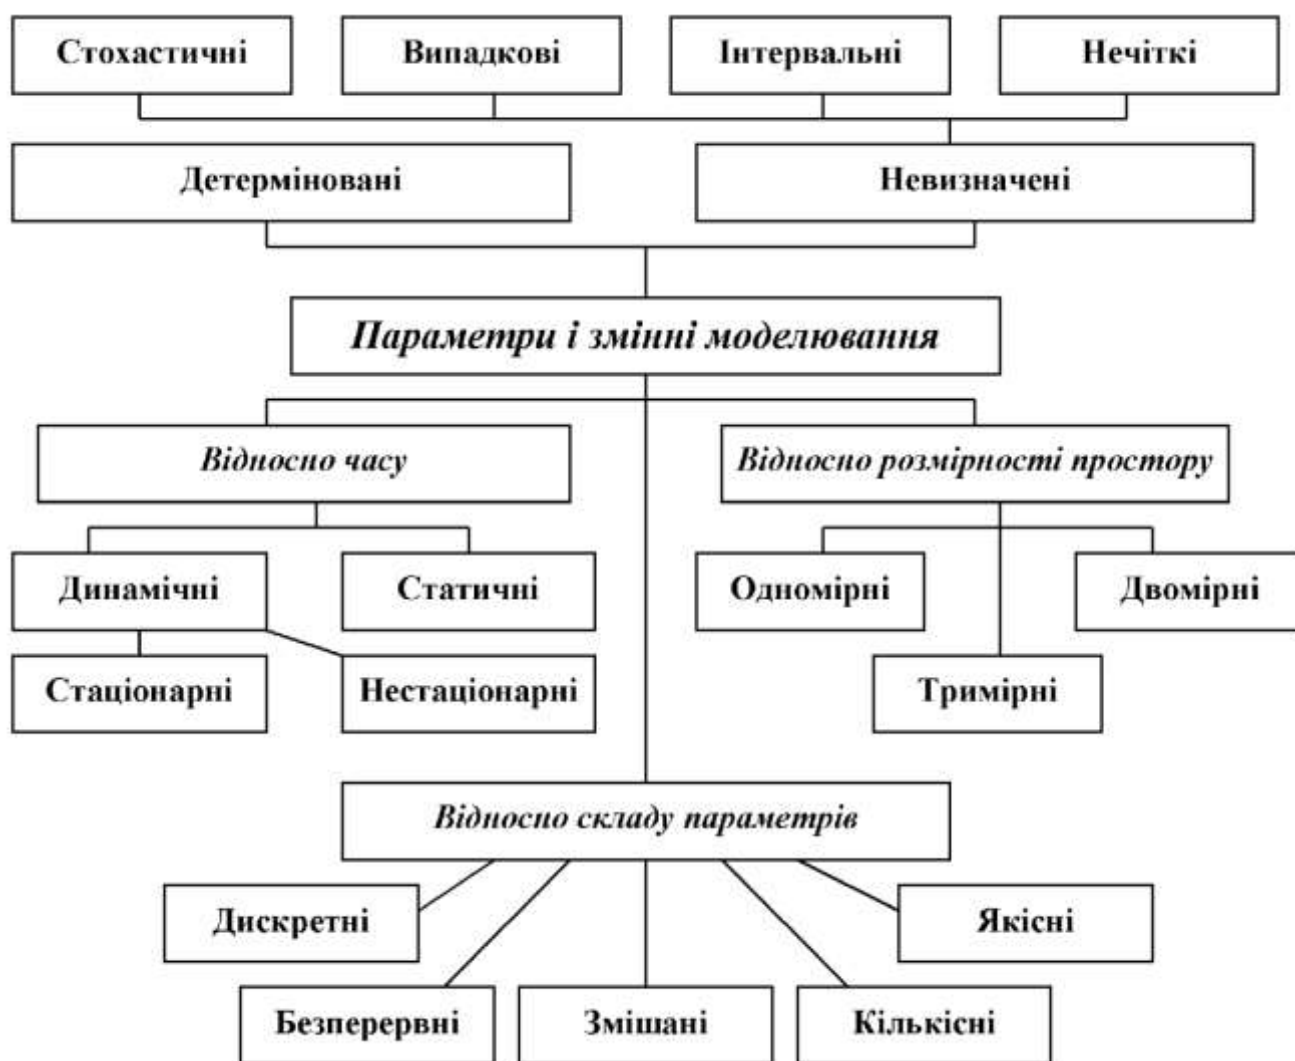 Стохастичні
Випадкові
Інтервальні
Нечіткі
Детерміновані
Невизначені
Параметри і змінні моделювання
Відносно часу
Відносно розмірності простору
Динамічні
Статичні
Одномірні
Двомірні
Стаціонарні
Нестаціонарні
Тримірні
Відносно складу параметрів
Дискретні
Якісні
Безперервні
Змішані
Кількісні